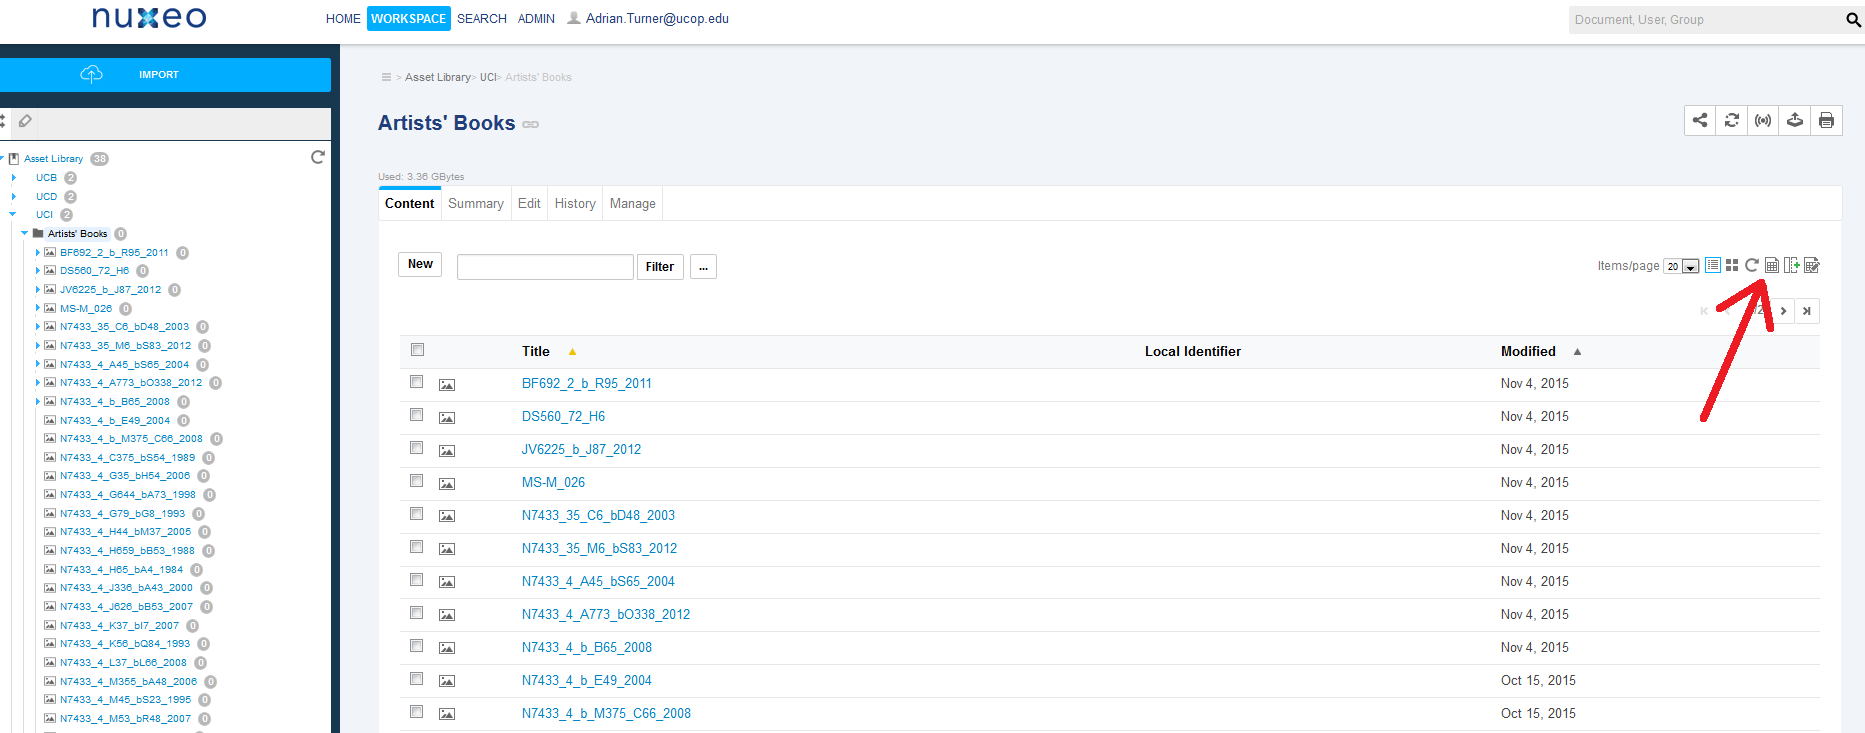 nuxeo
HOME WORKSPACE SEARCH ADMIN Adrian.Turner@ucop.edu
Document, User, Group
IMPORT
Asset Library 38
UCB 2
UCD 2
UCI 2
Artists' Books 0
BF692_2_b_R95_2011 0
DS560_72_H6 0
JV6225_b_J87_2012 0
MS-M_026 0
N7433_35_C6_bD48_2003 0
N7433_35_M6_bS83_2012 0
N7433_4_A45_bS65_2004 0
N7433_4_A773_bO338_2012 0
N7433_4_b_B65_2008 0
N7433_4_b_E49_2004 0
N7433_4_b_M375_C66_2008 0
N7433_4_C375_bS54_1989 0
N7433_4_G35_bH54_2006 0
N7433_4_G644_bA73_1998 0
N7433_4_G79_bG8_1993 0
N7433_4_H44_bM37_2005 0
N7433_4_H659_bB53_1988 0
N7433_4_H65_bA4_1984 0
N7433_4_J336_bA43_2000 0
N7433_4_J626_bB53_2007 0
N7433_4_K37_bI7_2007 0
N7433_4_K56_bQ84_1993 0
N7433_4_L37_bL66_2008 0
N7433_4_M355_bA48_2006 0
N7433_4_M45_bS23_1995 0
N7433_4_M53_bR48_2007 0
> Asset Library > UCI > Artists' Books
Artists' Books
Used: 3.36 GBytes
Content Summary Edit History Manage
New Filter ...
Items/page 20
Title Local Identifier Modified
BF692_2_b_R95_2011 Nov 4, 2015
DS560_72_H6 Nov 4, 2015
JV6225_b_J87_2012 Nov 4, 2015
MS-M_026 Nov 4, 2015
N7433_35_C6_bD48_2003 Nov 4, 2015
N7433_35_M6_bS83_2012 Nov 4, 2015
N7433_4_A45_bS65_2004 Nov 4, 2015
N7433_4_A773_bO338_2012 Nov 4, 2015
N7433_4_b_B65_2008 Nov 4, 2015
N7433_4_b_E49_2004 Oct 15, 2015
N7433_4_b_M375_C66_2008 Oct 15, 2015